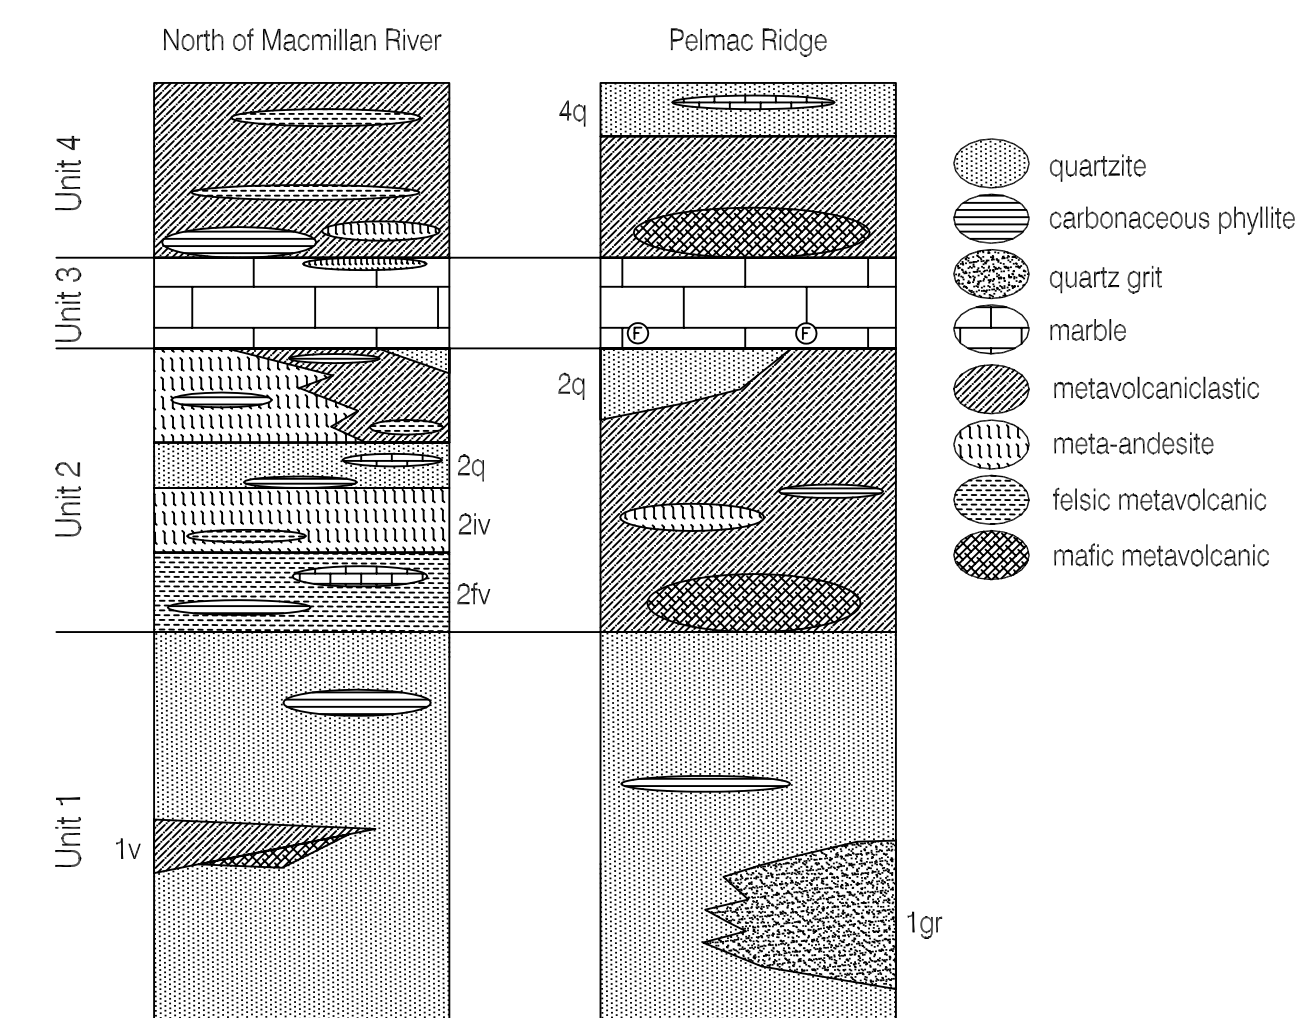 North of Macmillan River
Pelmac Ridge
Unit 4
4q
Unit 3
F
F
Unit 2
2q
2iv
2fv
2q
Unit 1
1v
1gr
quartzite
carbonaceous phyllite
quartz grit
marble
metavolcaniclastic
meta-andesite
felsic metavolcanic
mafic metavolcanic